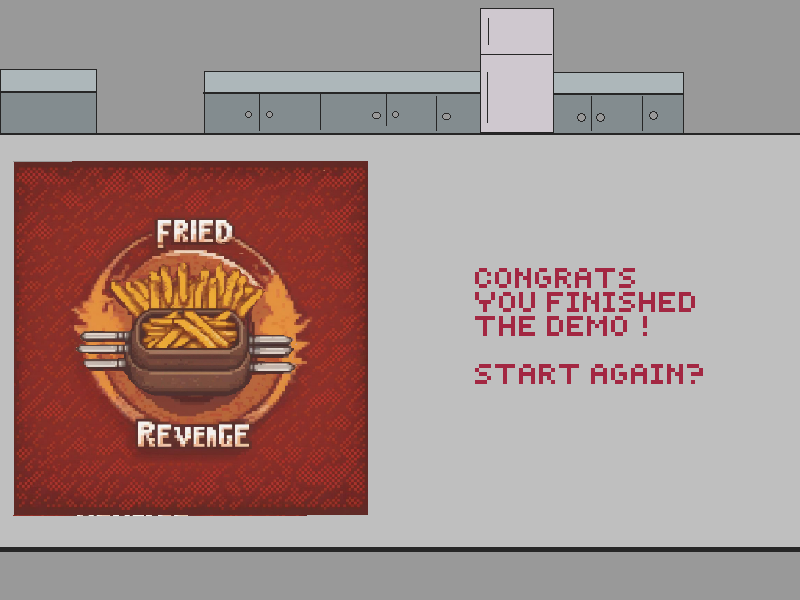 FRIED
REVENGE
CONGRATS
YOU FINISHED
THE DEMO !
START AGAIN?